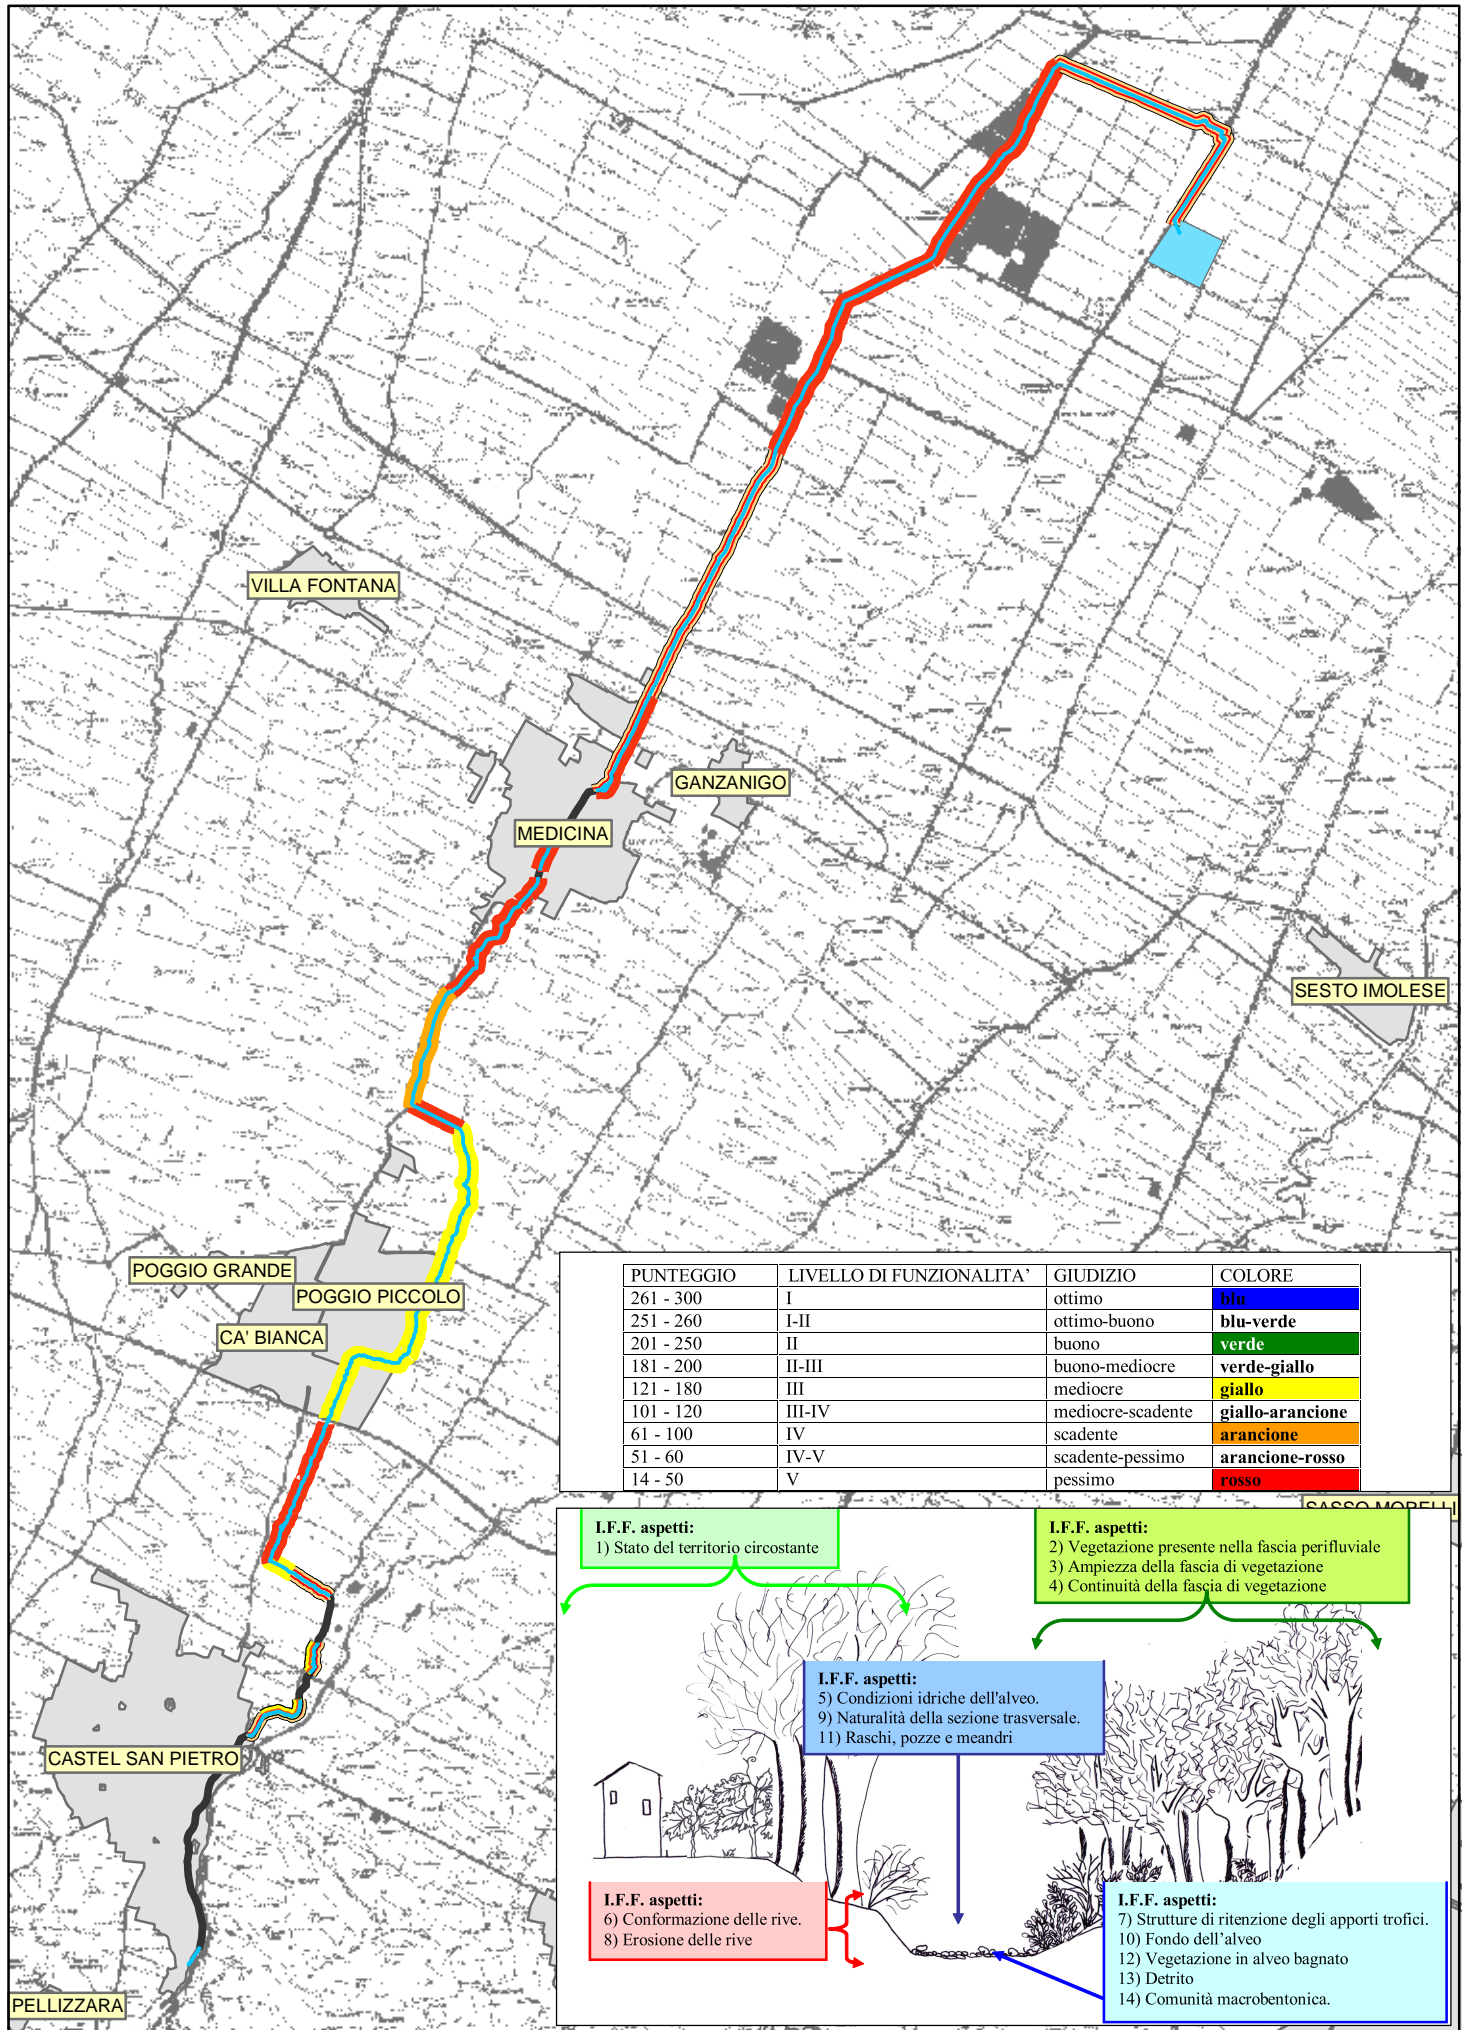 VILLA FONTANA
GANZANIGO
MEDICINA
SESTO IMOLESE
POGGIO GRANDE
POGGIO PICCOLO
CA' BIANCA
PUNTEGGIO LIVELLO DI FUNZIONALITA’ GIUDIZIO COLORE
261 - 300 I ottimo blu
251 - 260 I-II ottimo-buono blu-verde
201 - 250 II buono verde
181 - 200 II-III buono-mediocre verde-giallo
121 - 180 III mediocre giallo
101 - 120 III-IV mediocre-scadente giallo-arancione
61 - 100 IV scadente arancione
51 - 60 IV-V scadente-pessimo arancione-rosso
14 - 50 V pessimo rosso
SASSO MORELLI
I.F.F. aspetti:
1) Stato del territorio circostante
I.F.F. aspetti:
2) Vegetazione presente nella fascia perifluviale
3) Ampiezza della fascia di vegetazione
4) Continuità della fascia di vegetazione
I.F.F. aspetti:
5) Condizioni idriche dell'alveo.
9) Naturalità della sezione trasversale.
11) Raschi, pozze e meandri
CASTEL SAN PIETRO
I.F.F. aspetti:
6) Conformazione delle rive.
8) Erosione delle rive
I.F.F. aspetti:
7) Strutture di ritenzione degli apporti trofici.
10) Fondo dell’alveo
12) Vegetazione in alveo bagnato
13) Detrito
14) Comunità macrobentonica.
PELLIZZARA